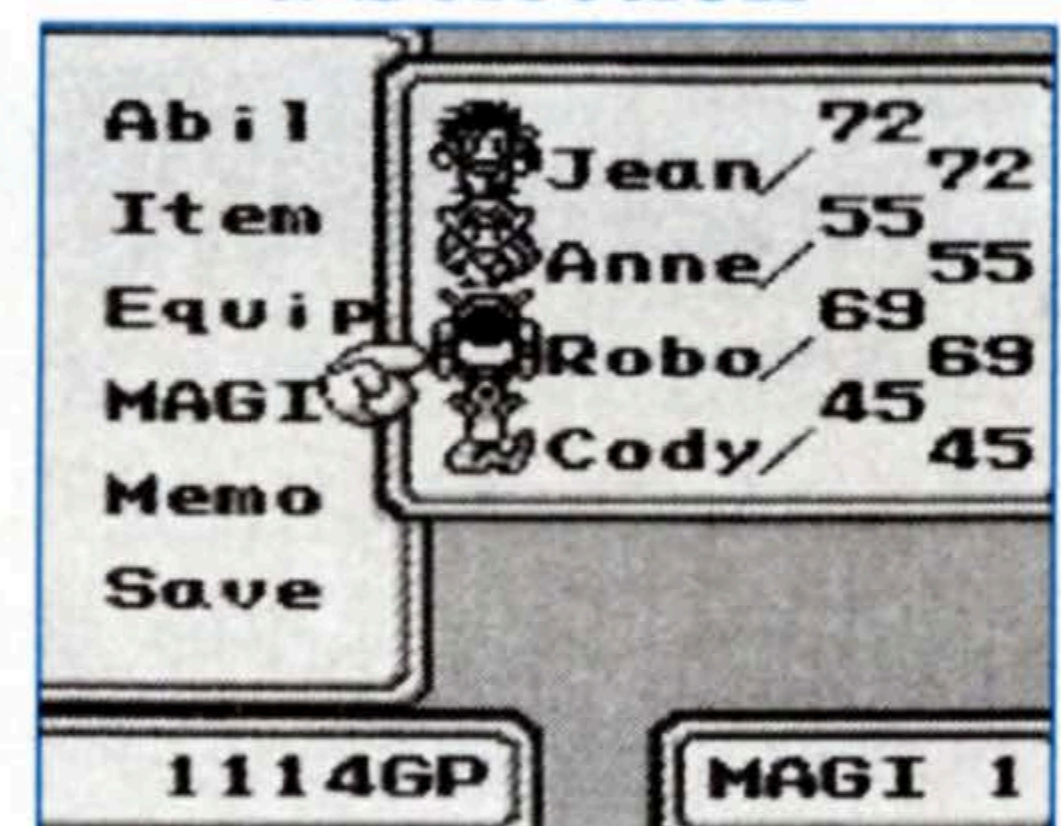 Abil
Item
Equip
MAGI
Memo
Save
Jean/ 72
72
Anne/ 55
55
Robo/ 69
69
Cody/ 45
45
1114GP
MAGI 1